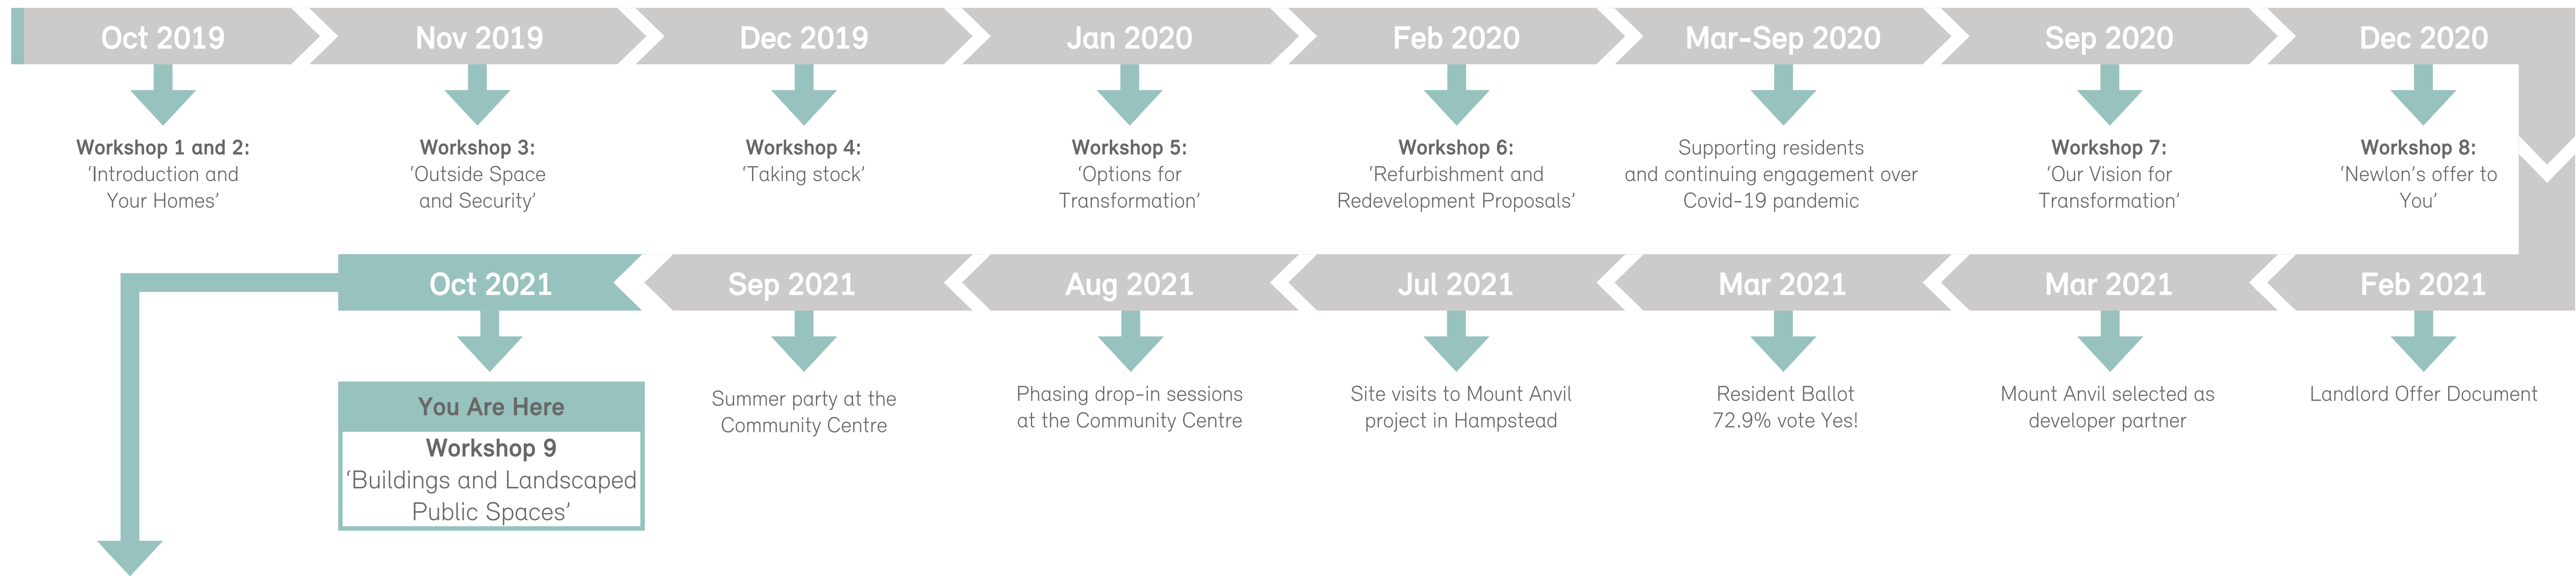 Oct 2019
Workshop 1 and 2:
‘Introduction and
Your Homes’
Nov 2019
Workshop 3:
‘Outside Space
and Security’
Dec 2019
Workshop 4:
‘Taking stock’
Jan 2020
Workshop 5:
‘Options for
Transformation’
Feb 2020
Workshop 6:
‘Refurbishment and
Redevelopment Proposals’
Mar-Sep 2020
Supporting residents
and continuing engagement over
Covid-19 pandemic
Sep 2020
Workshop 7:
‘Our Vision for
Transformation’
Dec 2020
Workshop 8:
‘Newlon’s offer to
You’
Feb 2021
Landlord Offer Document
Mar 2021
Mount Anvil selected as
developer partner
Mar 2021
Resident Ballot
72.9% vote Yes!
Jul 2021
Site visits to Mount Anvil
project in Hampstead
Aug 2021
Phasing drop-in sessions
at the Community Centre
Sep 2021
Summer party at the
Community Centre
Oct 2021
You Are Here
Workshop 9
‘Buildings and Landscaped
Public Spaces’